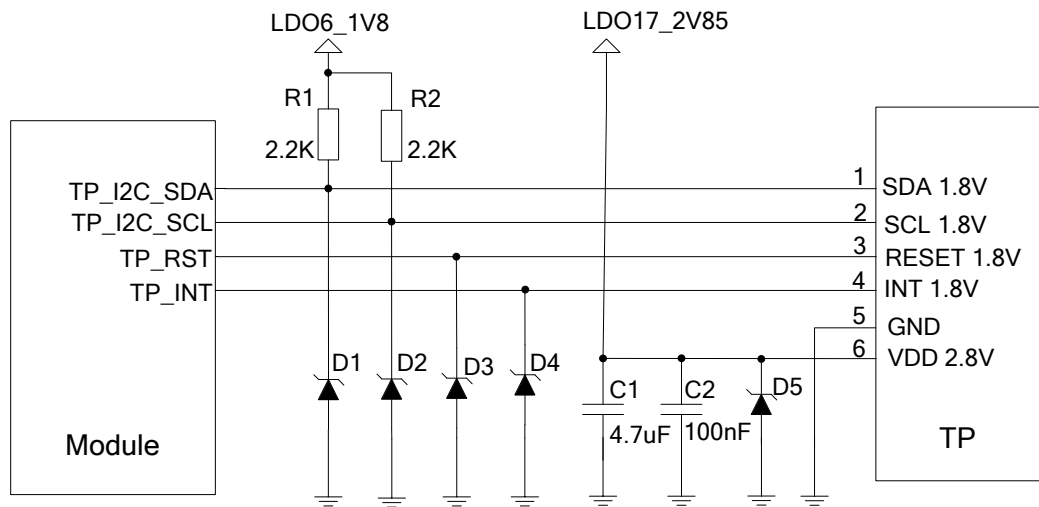 LDO6_1V8
LDO17_2V85
R1
R2
2.2K
2.2K
TP_I2C_SDA
TP_I2C_SCL
TP_RST
TP_INT
1
SDA 1.8V
2
SCL 1.8V
3
RESET 1.8V
4
INT 1.8V
5
GND
6
VDD 2.8V
D1
D2
D3
D4
D5
C1
4.7uF
C2
100nF
Module
TP